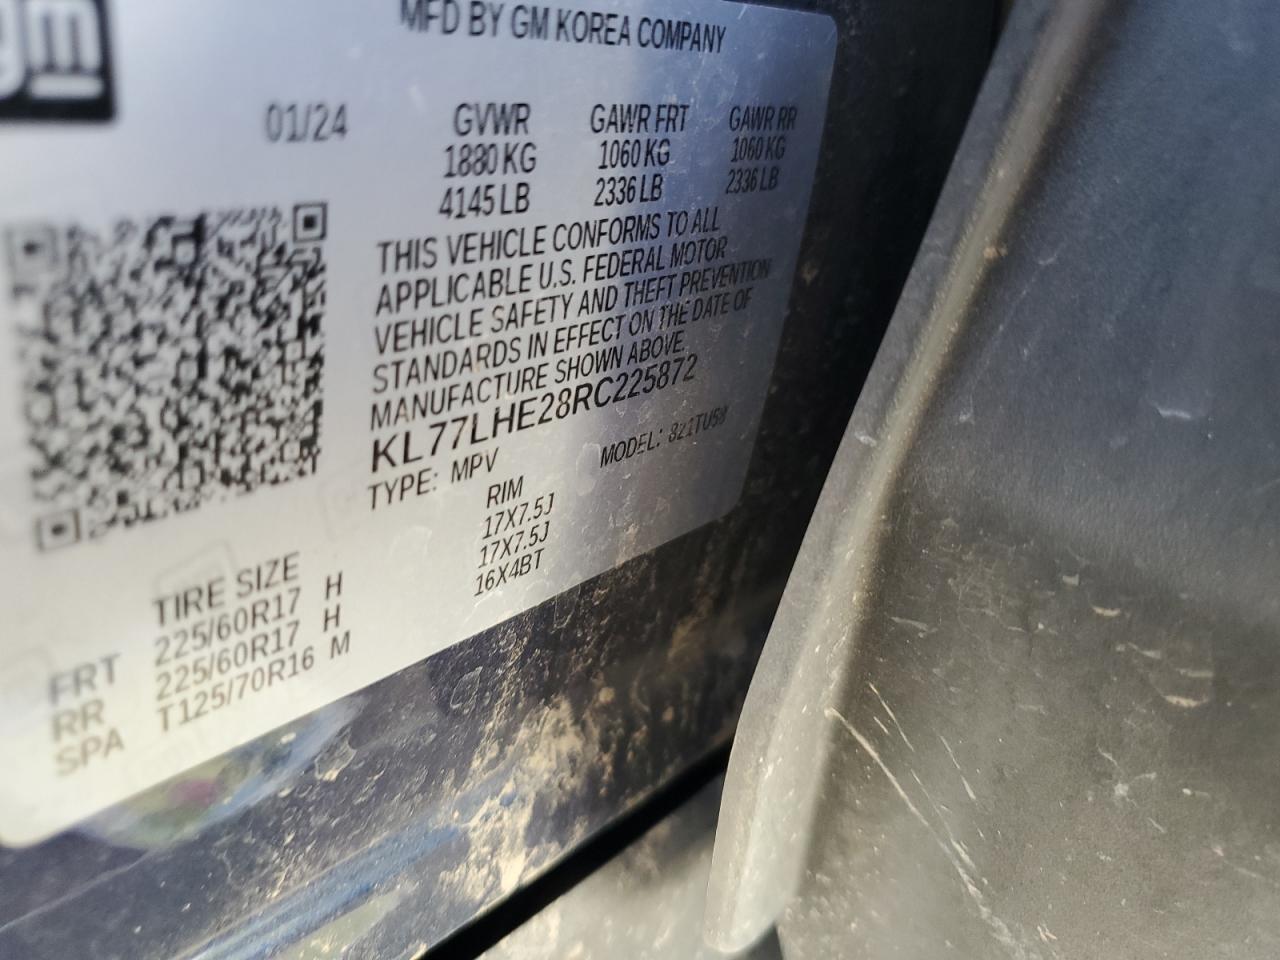 gm
MFD BY GM KOREA COMPANY
01/24 GVWR GAWR FRT GAWR RR
1880 KG 1060 KG 1060 KG
4145 LB 2336 LB 2336 LB
THIS VEHICLE CONFORMS TO ALL
APPLICABLE U.S. FEDERAL MOTOR
VEHICLE SAFETY AND THEFT PREVENTION
STANDARDS IN EFFECT ON THE DATE OF
MANUFACTURE SHOWN ABOVE.
KL77LHE28RC225872
TYPE: MPV MODEL:
TIRE SIZE RIM
FRT 225/60R17 H 17X7.5J
RR 225/60R17 H 17X7.5J
SPA T125/70R16 M 16X4BT